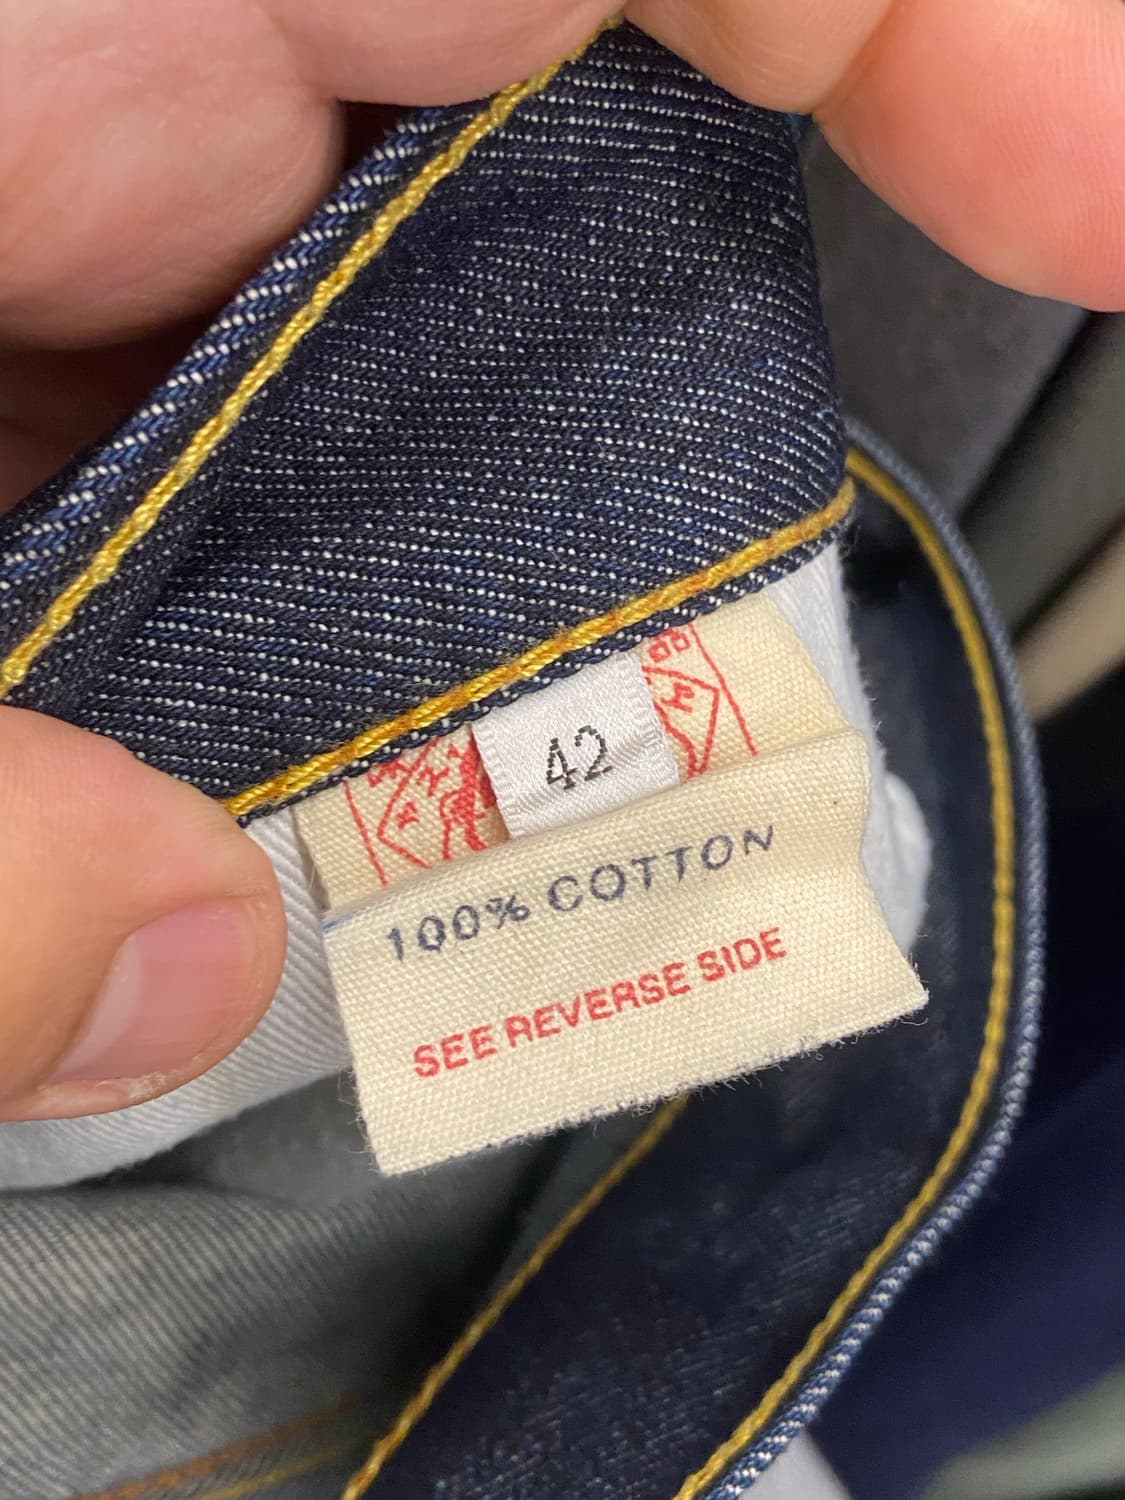 42
100% COTTON
SEE REVERSE SIDE